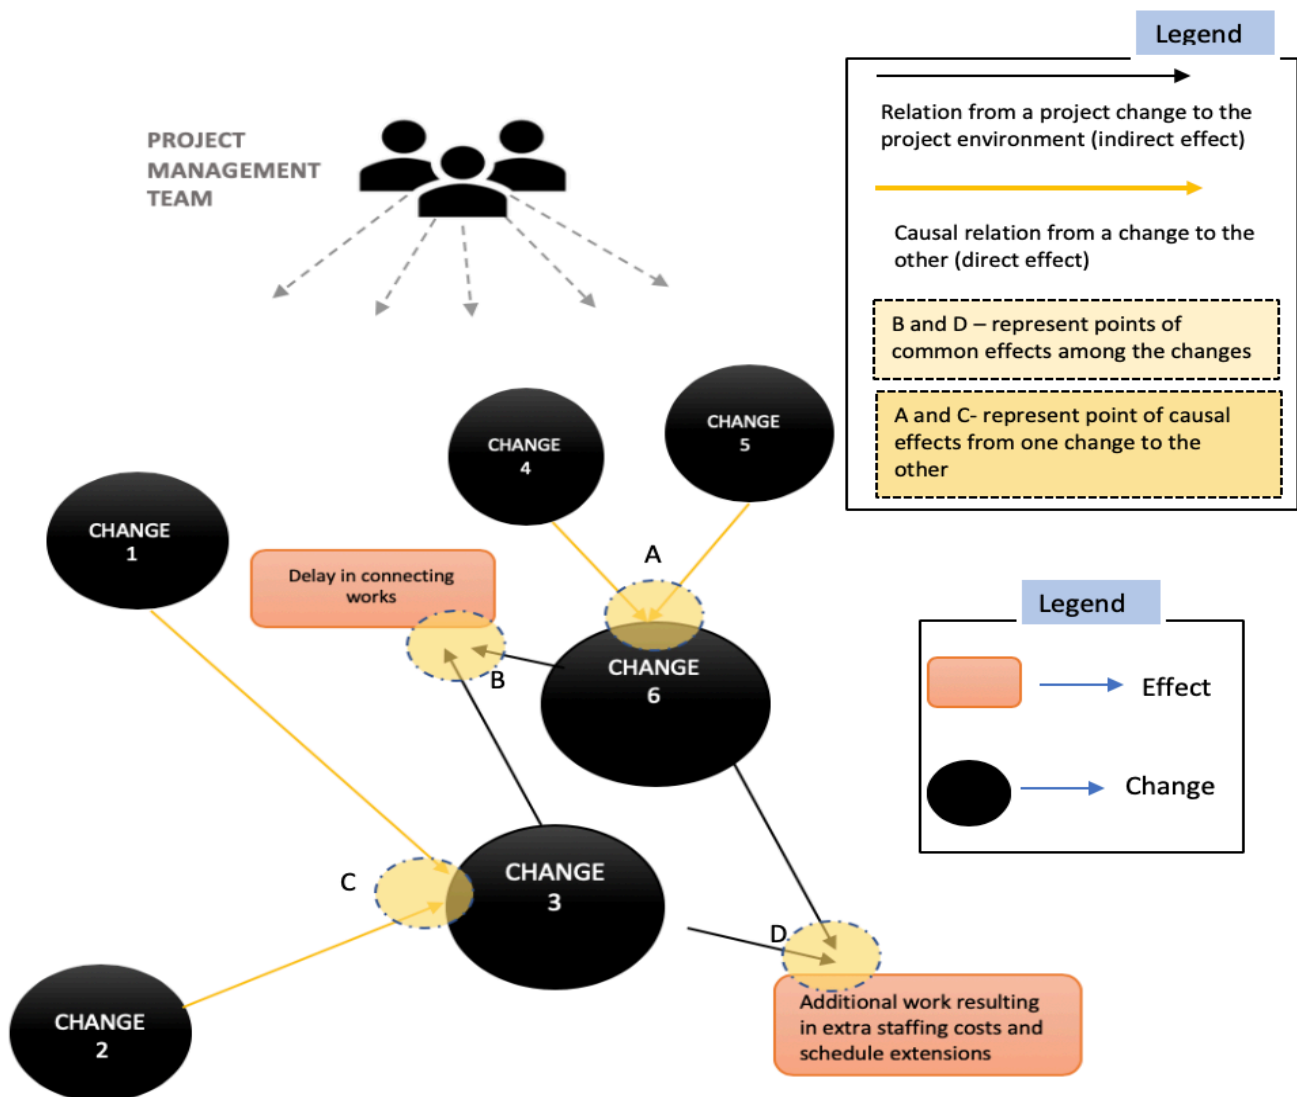 Legend
Relation from a project change to the
project environment (indirect effect)
Causal relation from a change to the
other (direct effect)
B and D – represent points of
common effects among the changes
A and C- represent point of causal
effects from one change to the
other
PROJECT
MANAGEMENT
TEAM
CHANGE
4
CHANGE
5
CHANGE
1
A
Delay in connecting
works
B
CHANGE
6
Legend
Effect
Change
C
CHANGE
3
D
Additional work resulting
in extra staffing costs and
schedule extensions
CHANGE
2